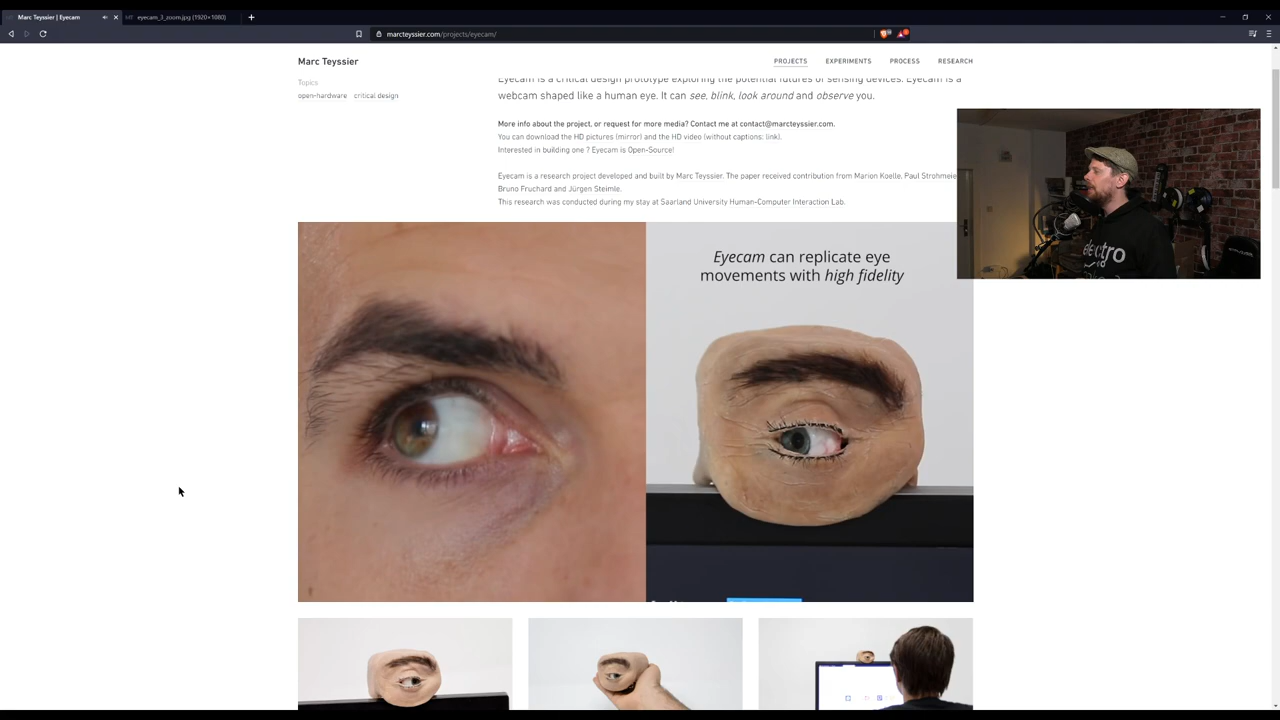 Marc Teyssier | Eyecam
eyecam_3_zoom.jpg (1920×1080)
marcteyssier.com/projects/eyecam/
Marc Teyssier
PROJECTS
EXPERIMENTS
PROCESS
RESEARCH
Topics
open-hardware critical design
Eyecam is a critical design prototype exploring the potential futures of sensing devices. Eyecam is a
webcam shaped like a human eye. It can see, blink, look around and observe you.
More info about the project, or request for more media? Contact me at contact@marcteyssier.com.
You can download the HD pictures (mirror) and the HD video (without captions: link).
Interested in building one ? Eyecam is Open-Source!
Eyecam is a research project developed and built by Marc Teyssier. The paper received contribution from Marion Koelle, Paul Strohmeie
Bruno Fruchard and Jürgen Steimle.
This research was conducted during my stay at Saarland University Human-Computer Interaction Lab.
Eyecam can replicate eye
movements with high fidelity